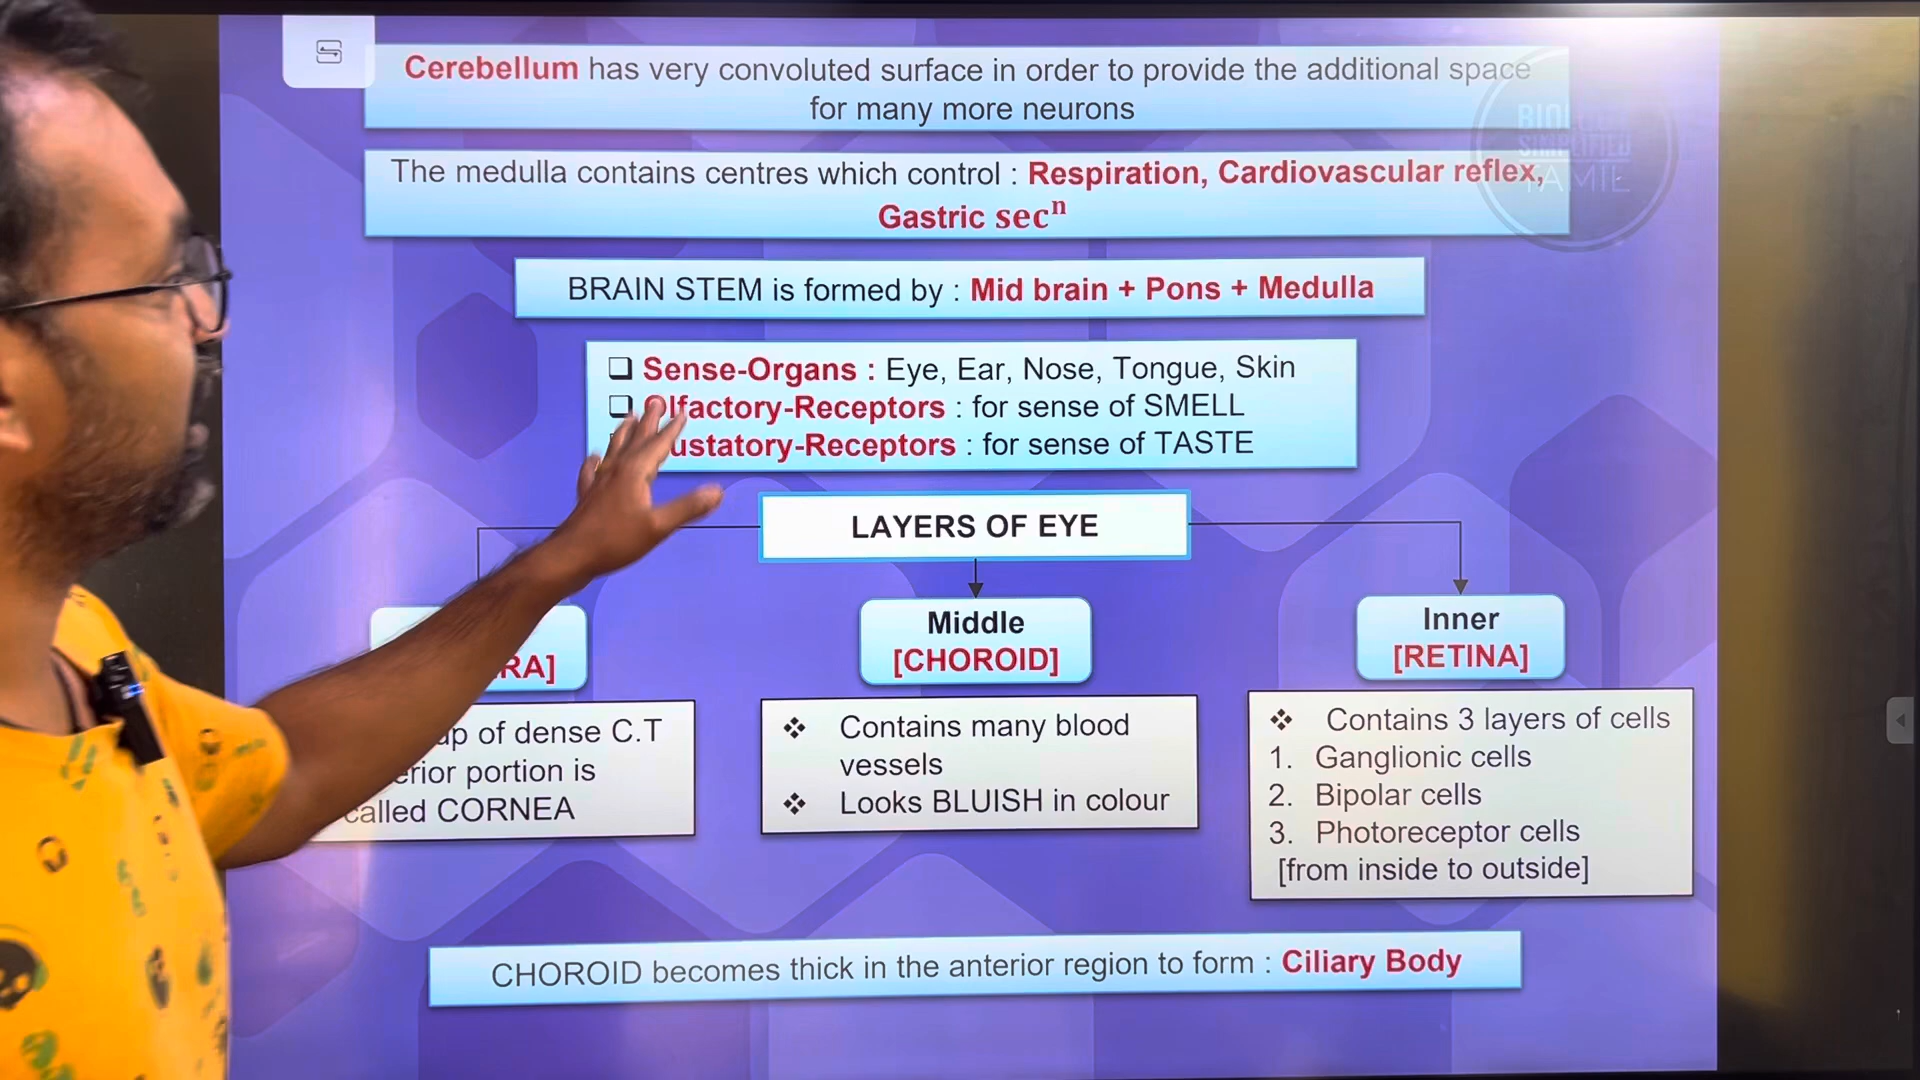 Cerebellum has very convoluted surface in order to provide the additional space
for many more neurons
The medulla contains centres which control : Respiration, Cardiovascular reflex,
Gastric secⁿ
BRAIN STEM is formed by : Mid brain + Pons + Medulla
Sense-Organs : Eye, Ear, Nose, Tongue, Skin
Olfactory-Receptors : for sense of SMELL
ustatory-Receptors : for sense of TASTE
LAYERS OF EYE
RA]
of dense C.T
portion is
called CORNEA
Middle
[CHOROID]
Contains many blood
vessels
Looks BLUISH in colour
Inner
[RETINA]
Contains 3 layers of cells
1. Ganglionic cells
2. Bipolar cells
3. Photoreceptor cells
[from inside to outside]
CHOROID becomes thick in the anterior region to form : Ciliary Body
SIMPLIFIED
TAMIL